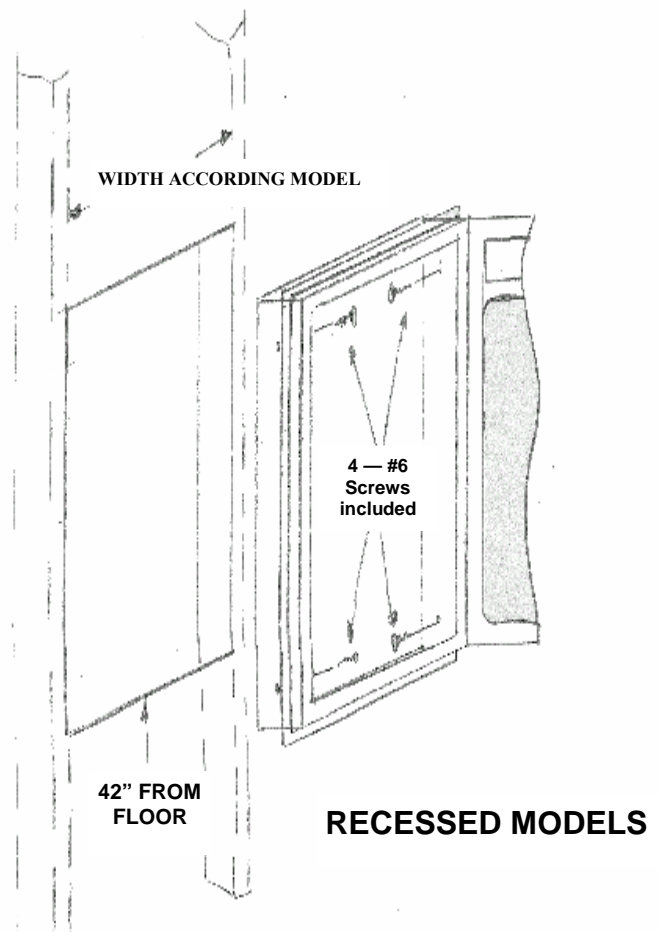 WIDTH ACCORDING MODEL
4 — #6
Screws
included
42” FROM
FLOOR
RECESSED MODELS